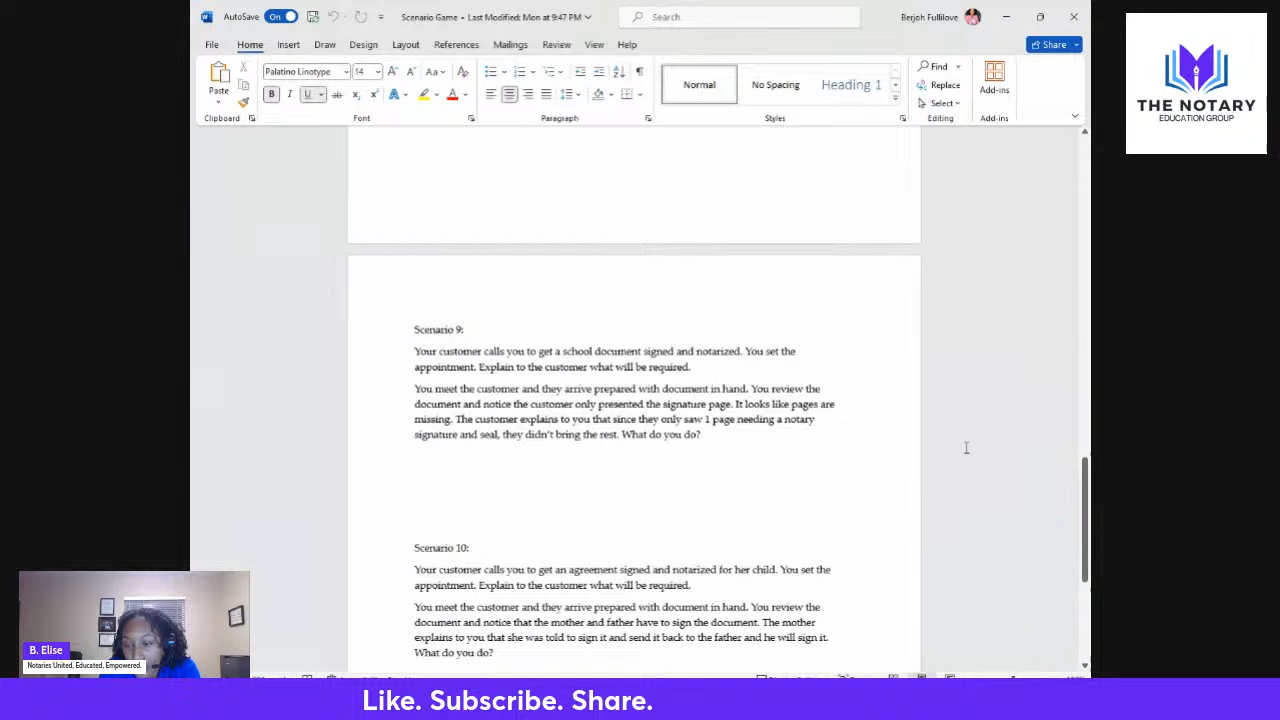 AutoSave On
Scenario Game • Last Modified: Mon at 9:47 PM
Search
Berjoh Fullilove
File Home Insert Draw Design Layout References Mailings Review View Help
Share
Paste
Palatino Linotype 14
Normal
No Spacing
Heading 1
Find
Replace
Select
Add-ins
Clipboard
Font
Paragraph
Styles
Editing
Add-ins
THE NOTARY
EDUCATION GROUP
Scenario 9:
Your customer calls you to get a school document signed and notarized. You set the
appointment. Explain to the customer what will be required.
You meet the customer and they arrive prepared with document in hand. You review the
document and notice the customer only presented the signature page. It looks like pages are
missing. The customer explains to you that since they only saw 1 page needing a notary
signature and seal, they didn't bring the rest. What do you do?
Scenario 10:
Your customer calls you to get an agreement signed and notarized for her child. You set the
appointment. Explain to the customer what will be required.
You meet the customer and they arrive prepared with document in hand. You review the
document and notice that the mother and father have to sign the document. The mother
explains to you that she was told to sign it and send it back to the father and he will sign it.
What do you do?
B. Elise
Notaries United, Educated, Empowered.
Like. Subscribe. Share.